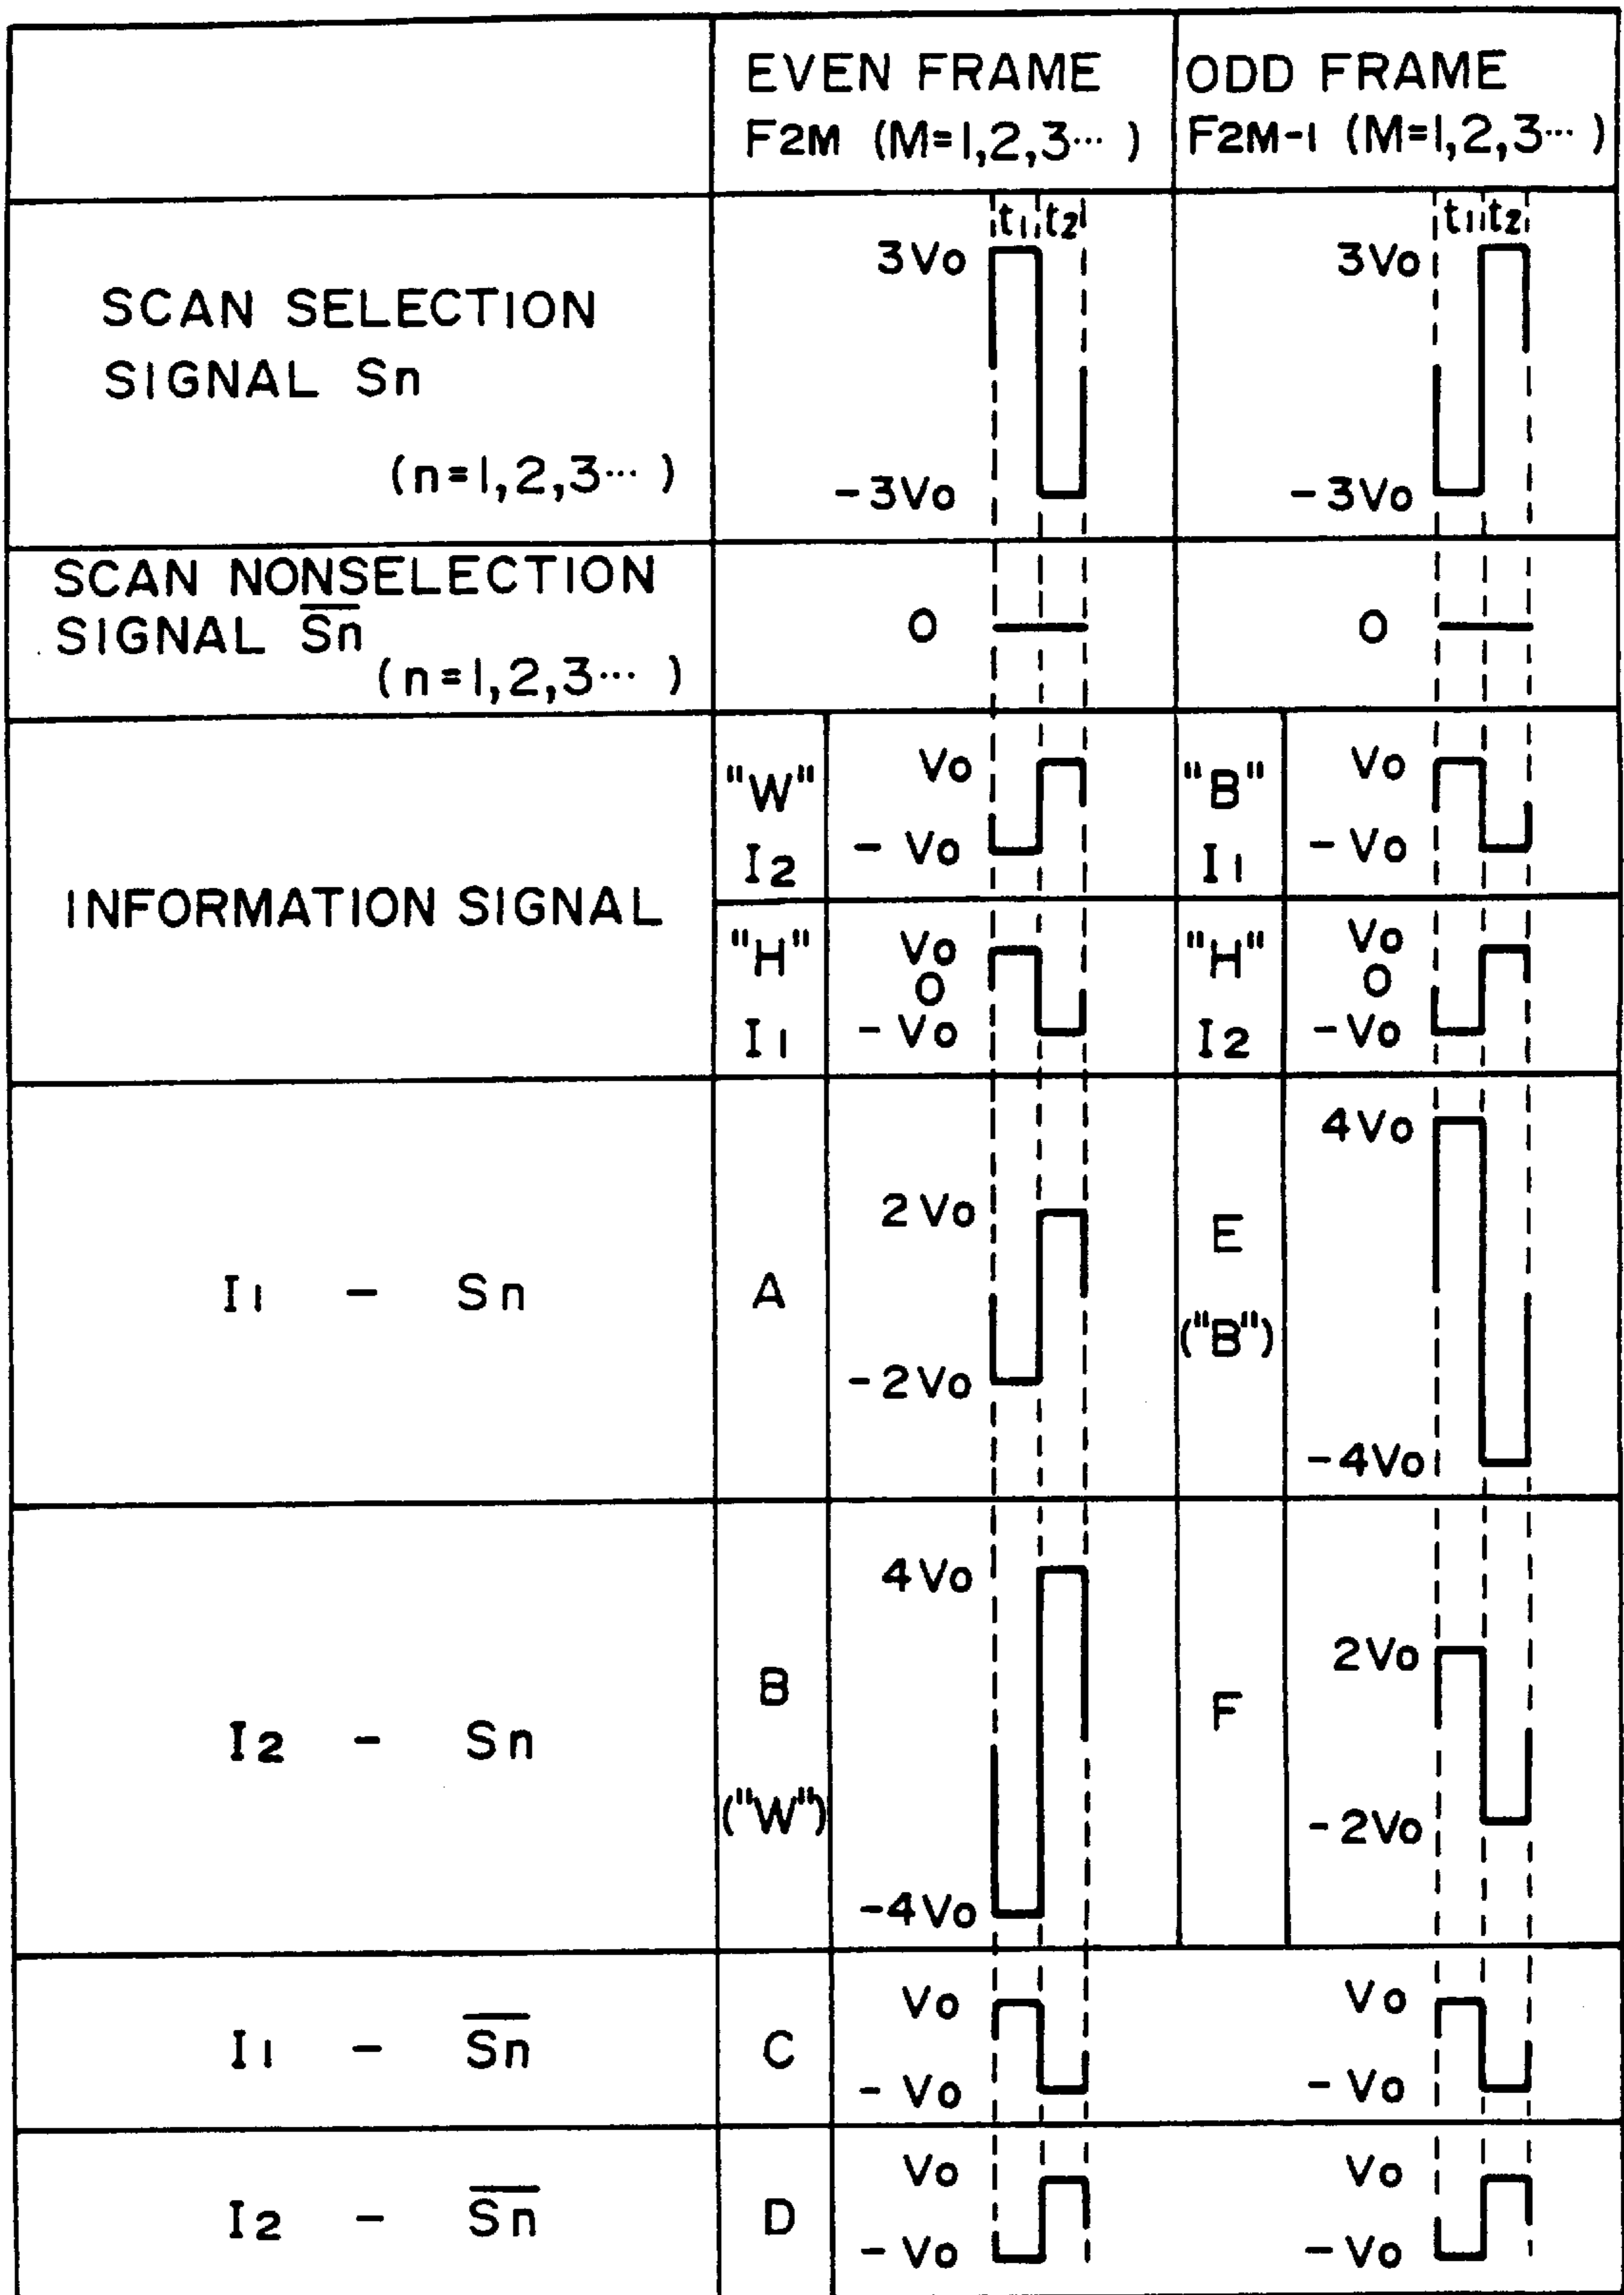 EVEN FRAME
F2M (M=1,2,3… )
ODD FRAME
F2M-1 (M=1,2,3… )
SCAN SELECTION
SIGNAL Sn
(n=1,2,3… )
t1 t2
3Vo
-3Vo
t1 t2
3Vo
-3Vo
SCAN NONSELECTION
SIGNAL S̅n̅
(n=1,2,3… )
0
0
INFORMATION SIGNAL
"W"
I2
Vo
- Vo
"B"
I1
Vo
- Vo
"H"
I1
Vo
0
- Vo
"H"
I2
Vo
0
- Vo
I1 - Sn
A
2Vo
-2Vo
E
("B")
4Vo
-4Vo
I2 - Sn
B
("W")
4Vo
-4Vo
F
2Vo
-2Vo
I1 - S̅n̅
C
Vo
- Vo
Vo
- Vo
I2 - S̅n̅
D
Vo
- Vo
Vo
- Vo